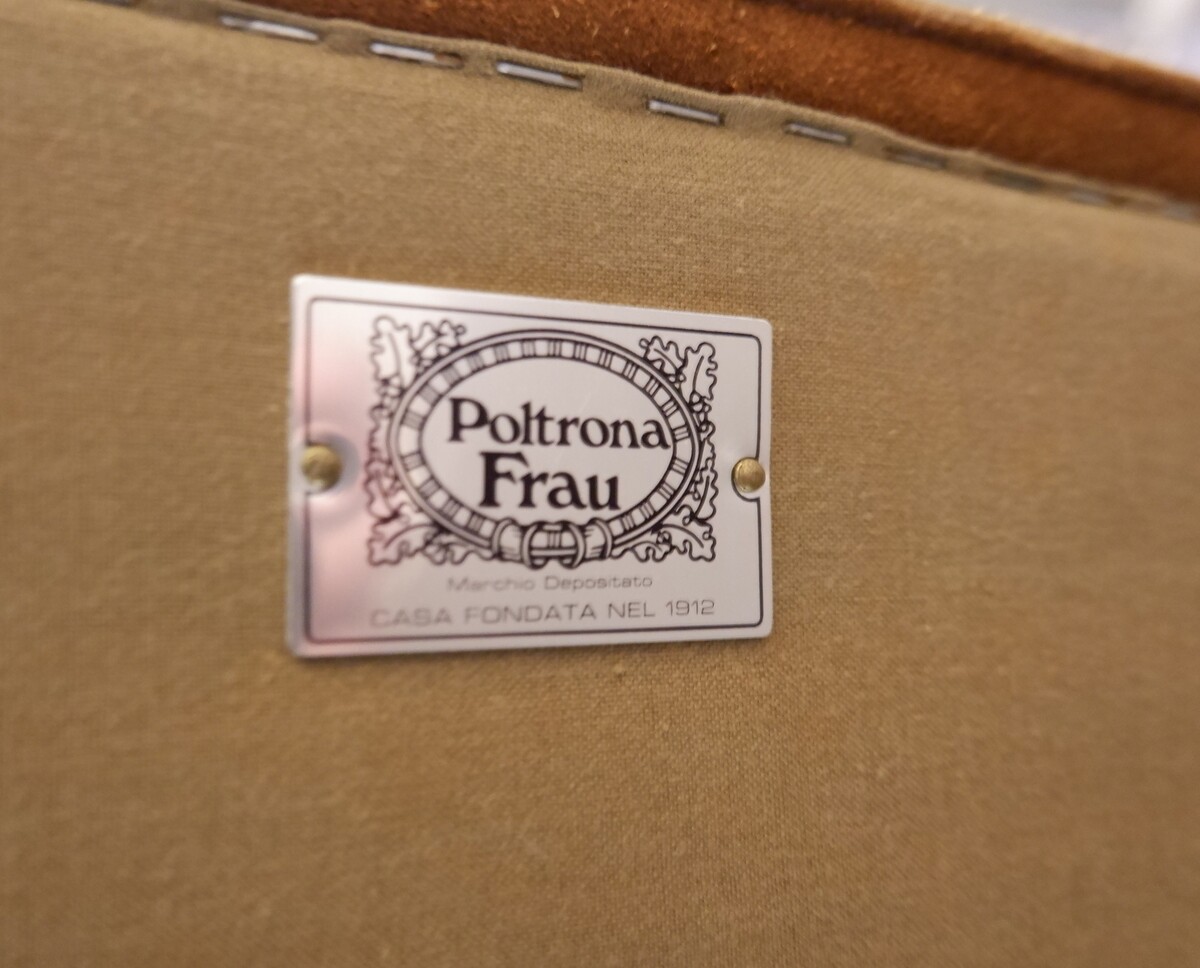 Poltrona
Frau
Marchio Depositato
CASA FONDATA NEL 1912